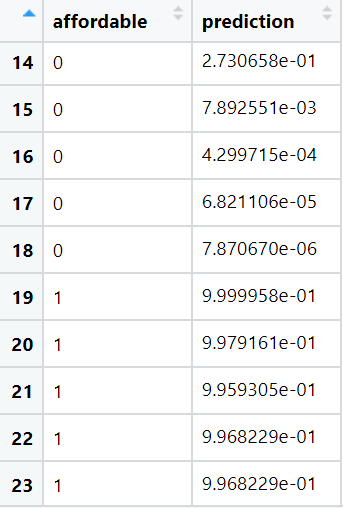 affordable prediction
14 0 2.730658e-01
15 0 7.892551e-03
16 0 4.299715e-04
17 0 6.821106e-05
18 0 7.870670e-06
19 1 9.999958e-01
20 1 9.979161e-01
21 1 9.959305e-01
22 1 9.968229e-01
23 1 9.968229e-01